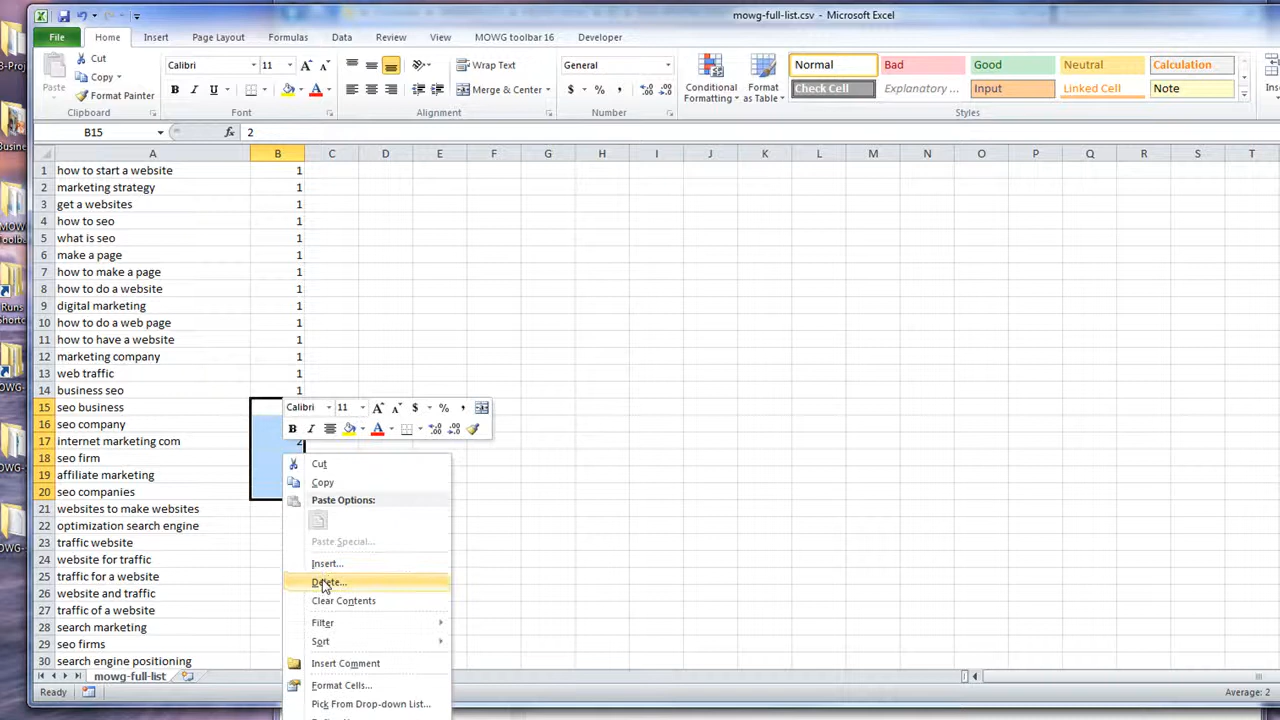 mowg-full-list.csv - Microsoft Excel
File Home Insert Page Layout Formulas Data Review View MOWG toolbar 16 Developer
Paste
Cut
Copy
Format Painter
Calibri 11
B I U
Wrap Text
Merge & Center
General
$ % ,
Conditional Formatting
Format as Table
Normal Bad Good Neutral Calculation
Check Cell Explanatory ... Input Linked Cell Note
Clipboard Font Alignment Number Styles
B15 fx 2
A B C D E F G H I J K L M N O P Q R S T
1 how to start a website 1
2 marketing strategy 1
3 get a websites 1
4 how to seo 1
5 what is seo 1
6 make a page 1
7 how to make a page 1
8 how to do a website 1
9 digital marketing 1
10 how to do a web page 1
11 how to have a website 1
12 marketing company 1
13 web traffic 1
14 business seo 1
15 seo business
16 seo company
17 internet marketing com 2
18 seo firm
19 affiliate marketing
20 seo companies
21 websites to make websites
22 optimization search engine
23 traffic website
24 website for traffic
25 traffic for a website
26 website and traffic
27 traffic of a website
28 search marketing
29 seo firms
30 search engine positioning
Calibri 11 A A $ % ,
B I A
Cut
Copy
Paste Options:
Paste Special...
Insert...
Delete...
Clear Contents
Filter
Sort
Insert Comment
Format Cells...
Pick From Drop-down List...
mowg-full-list
Ready
Average: 2